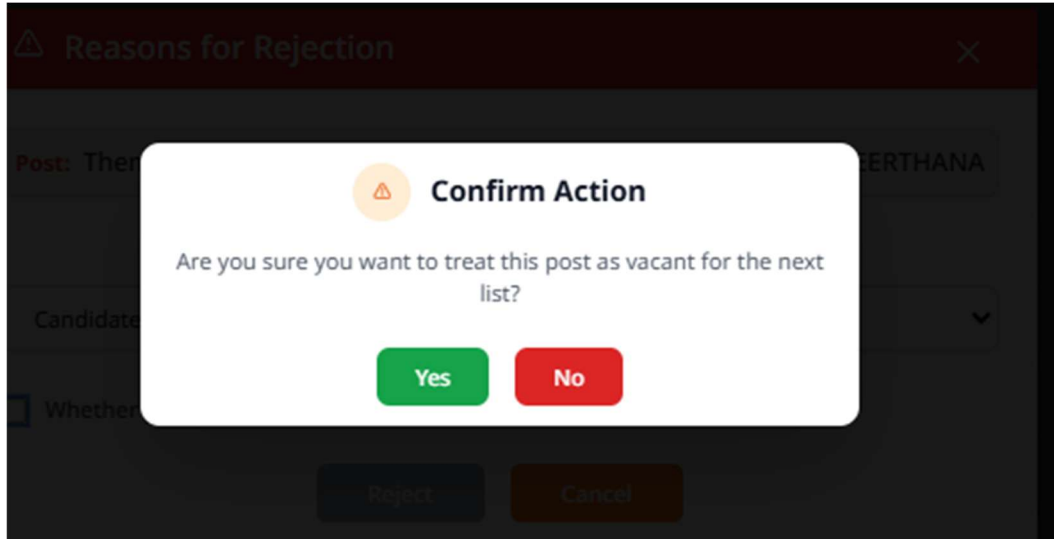 Reasons for Rejection
Post: Ther
EERTHANA
Confirm Action
Are you sure you want to treat this post as vacant for the next
list?
Candidate
Yes No
Whether
Reject Cancel